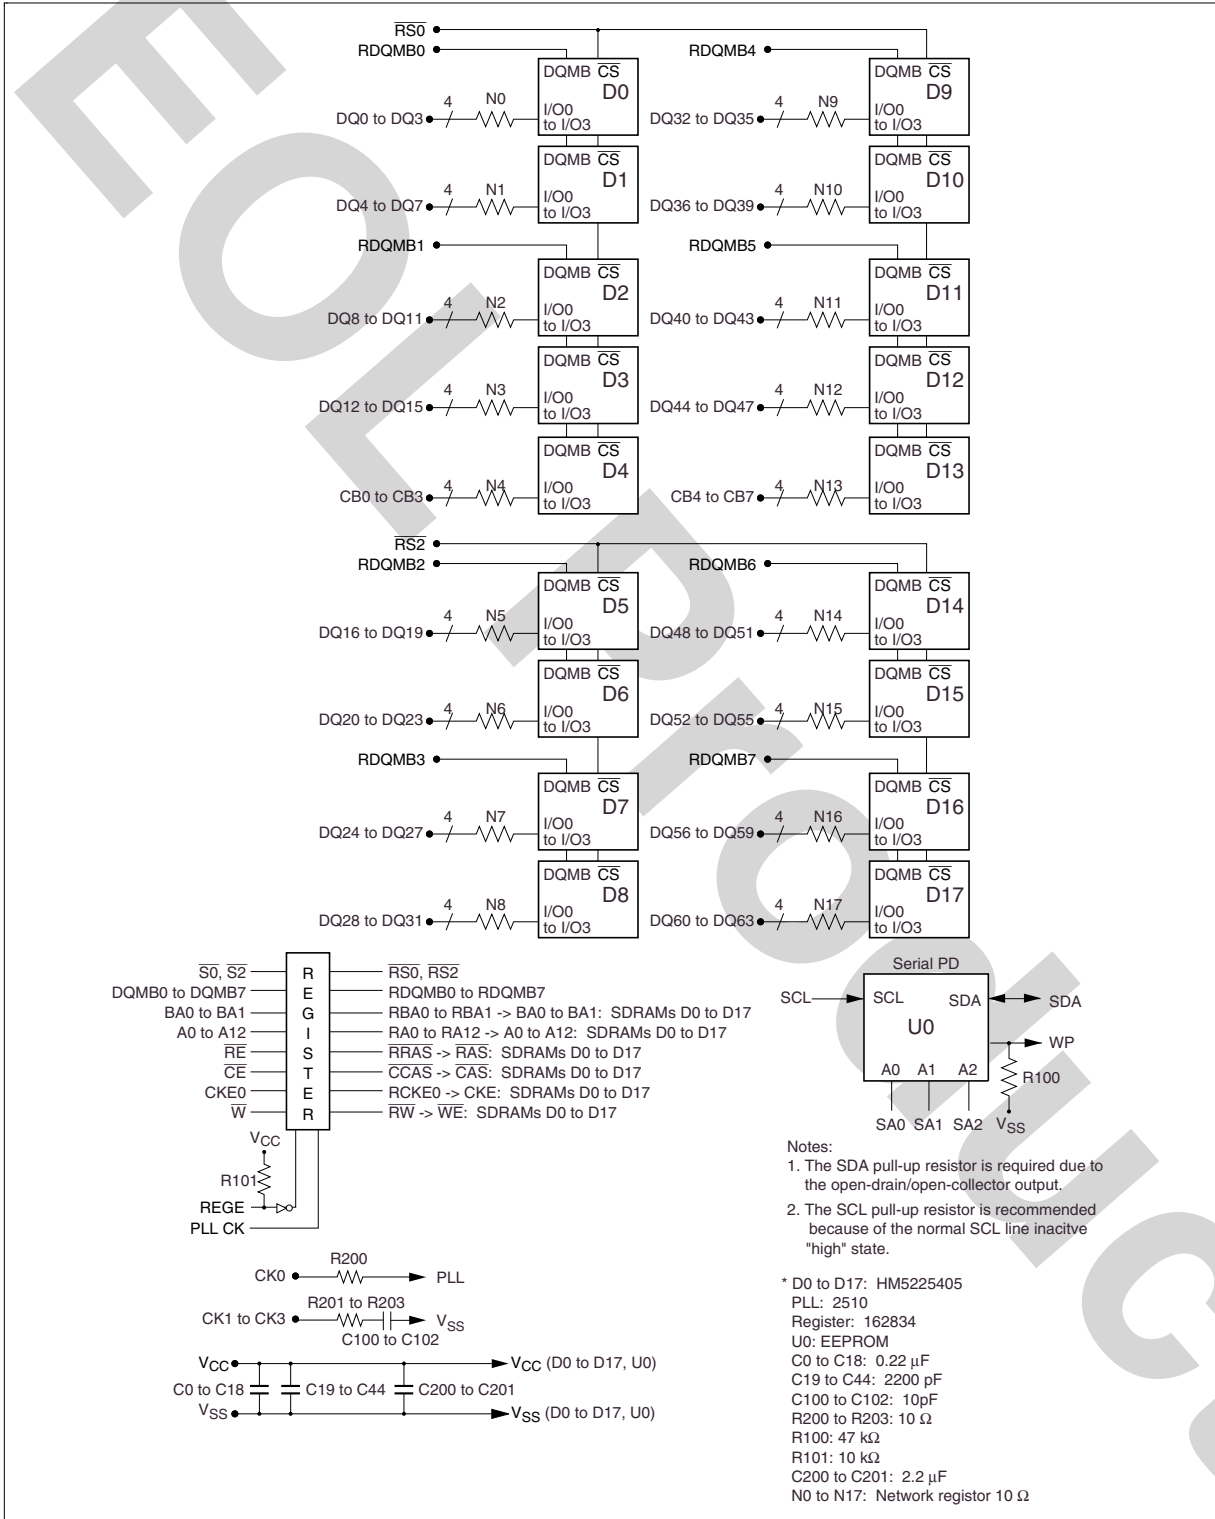 RS0
RDQMB0 RDQMB4
DQMB CS D0 DQMB CS D9
DQ0 to DQ3 4 N0 I/O0 to I/O3 DQ32 to DQ35 4 N9 I/O0 to I/O3
DQMB CS D1 DQMB CS D10
DQ4 to DQ7 4 N1 I/O0 to I/O3 DQ36 to DQ39 4 N10 I/O0 to I/O3
RDQMB1 RDQMB5
DQMB CS D2 DQMB CS D11
DQ8 to DQ11 4 N2 I/O0 to I/O3 DQ40 to DQ43 4 N11 I/O0 to I/O3
DQMB CS D3 DQMB CS D12
DQ12 to DQ15 4 N3 I/O0 to I/O3 DQ44 to DQ47 4 N12 I/O0 to I/O3
DQMB CS D4 DQMB CS D13
CB0 to CB3 4 N4 I/O0 to I/O3 CB4 to CB7 4 N13 I/O0 to I/O3
RS2
RDQMB2 RDQMB6
DQMB CS D5 DQMB CS D14
DQ16 to DQ19 4 N5 I/O0 to I/O3 DQ48 to DQ51 4 N14 I/O0 to I/O3
DQMB CS D6 DQMB CS D15
DQ20 to DQ23 4 N6 I/O0 to I/O3 DQ52 to DQ55 4 N15 I/O0 to I/O3
RDQMB3 RDQMB7
DQMB CS D7 DQMB CS D16
DQ24 to DQ27 4 N7 I/O0 to I/O3 DQ56 to DQ59 4 N16 I/O0 to I/O3
DQMB CS D8 DQMB CS D17
DQ28 to DQ31 4 N8 I/O0 to I/O3 DQ60 to DQ63 4 N17 I/O0 to I/O3
S0, S2 R RS0, RS2
DQMB0 to DQMB7 E RDQMB0 to RDQMB7
BA0 to BA1 G RBA0 to RBA1 -> BA0 to BA1: SDRAMs D0 to D17
A0 to A12 I RA0 to RA12 -> A0 to A12: SDRAMs D0 to D17
RE S RRAS -> RAS: SDRAMs D0 to D17
CE T CCAS -> CAS: SDRAMs D0 to D17
CKE0 E RCKE0 -> CKE: SDRAMs D0 to D17
W R RW -> WE: SDRAMs D0 to D17
VCC
R101
REGE
PLL CK
Serial PD
SCL SCL SDA SDA
U0
WP
A0 A1 A2 R100
SA0 SA1 SA2 VSS
Notes:
1. The SDA pull-up resistor is required due to
the open-drain/open-collector output.
2. The SCL pull-up resistor is recommended
because of the normal SCL line inacitve
"high" state.
R200
CK0 PLL
R201 to R203
CK1 to CK3 VSS
C100 to C102
VCC VCC (D0 to D17, U0)
C0 to C18 C19 to C44 C200 to C201
VSS VSS (D0 to D17, U0)
* D0 to D17: HM5225405
PLL: 2510
Register: 162834
U0: EEPROM
C0 to C18: 0.22 µF
C19 to C44: 2200 pF
C100 to C102: 10pF
R200 to R203: 10 Ω
R100: 47 kΩ
R101: 10 kΩ
C200 to C201: 2.2 µF
N0 to N17: Network registor 10 Ω
EOL Product